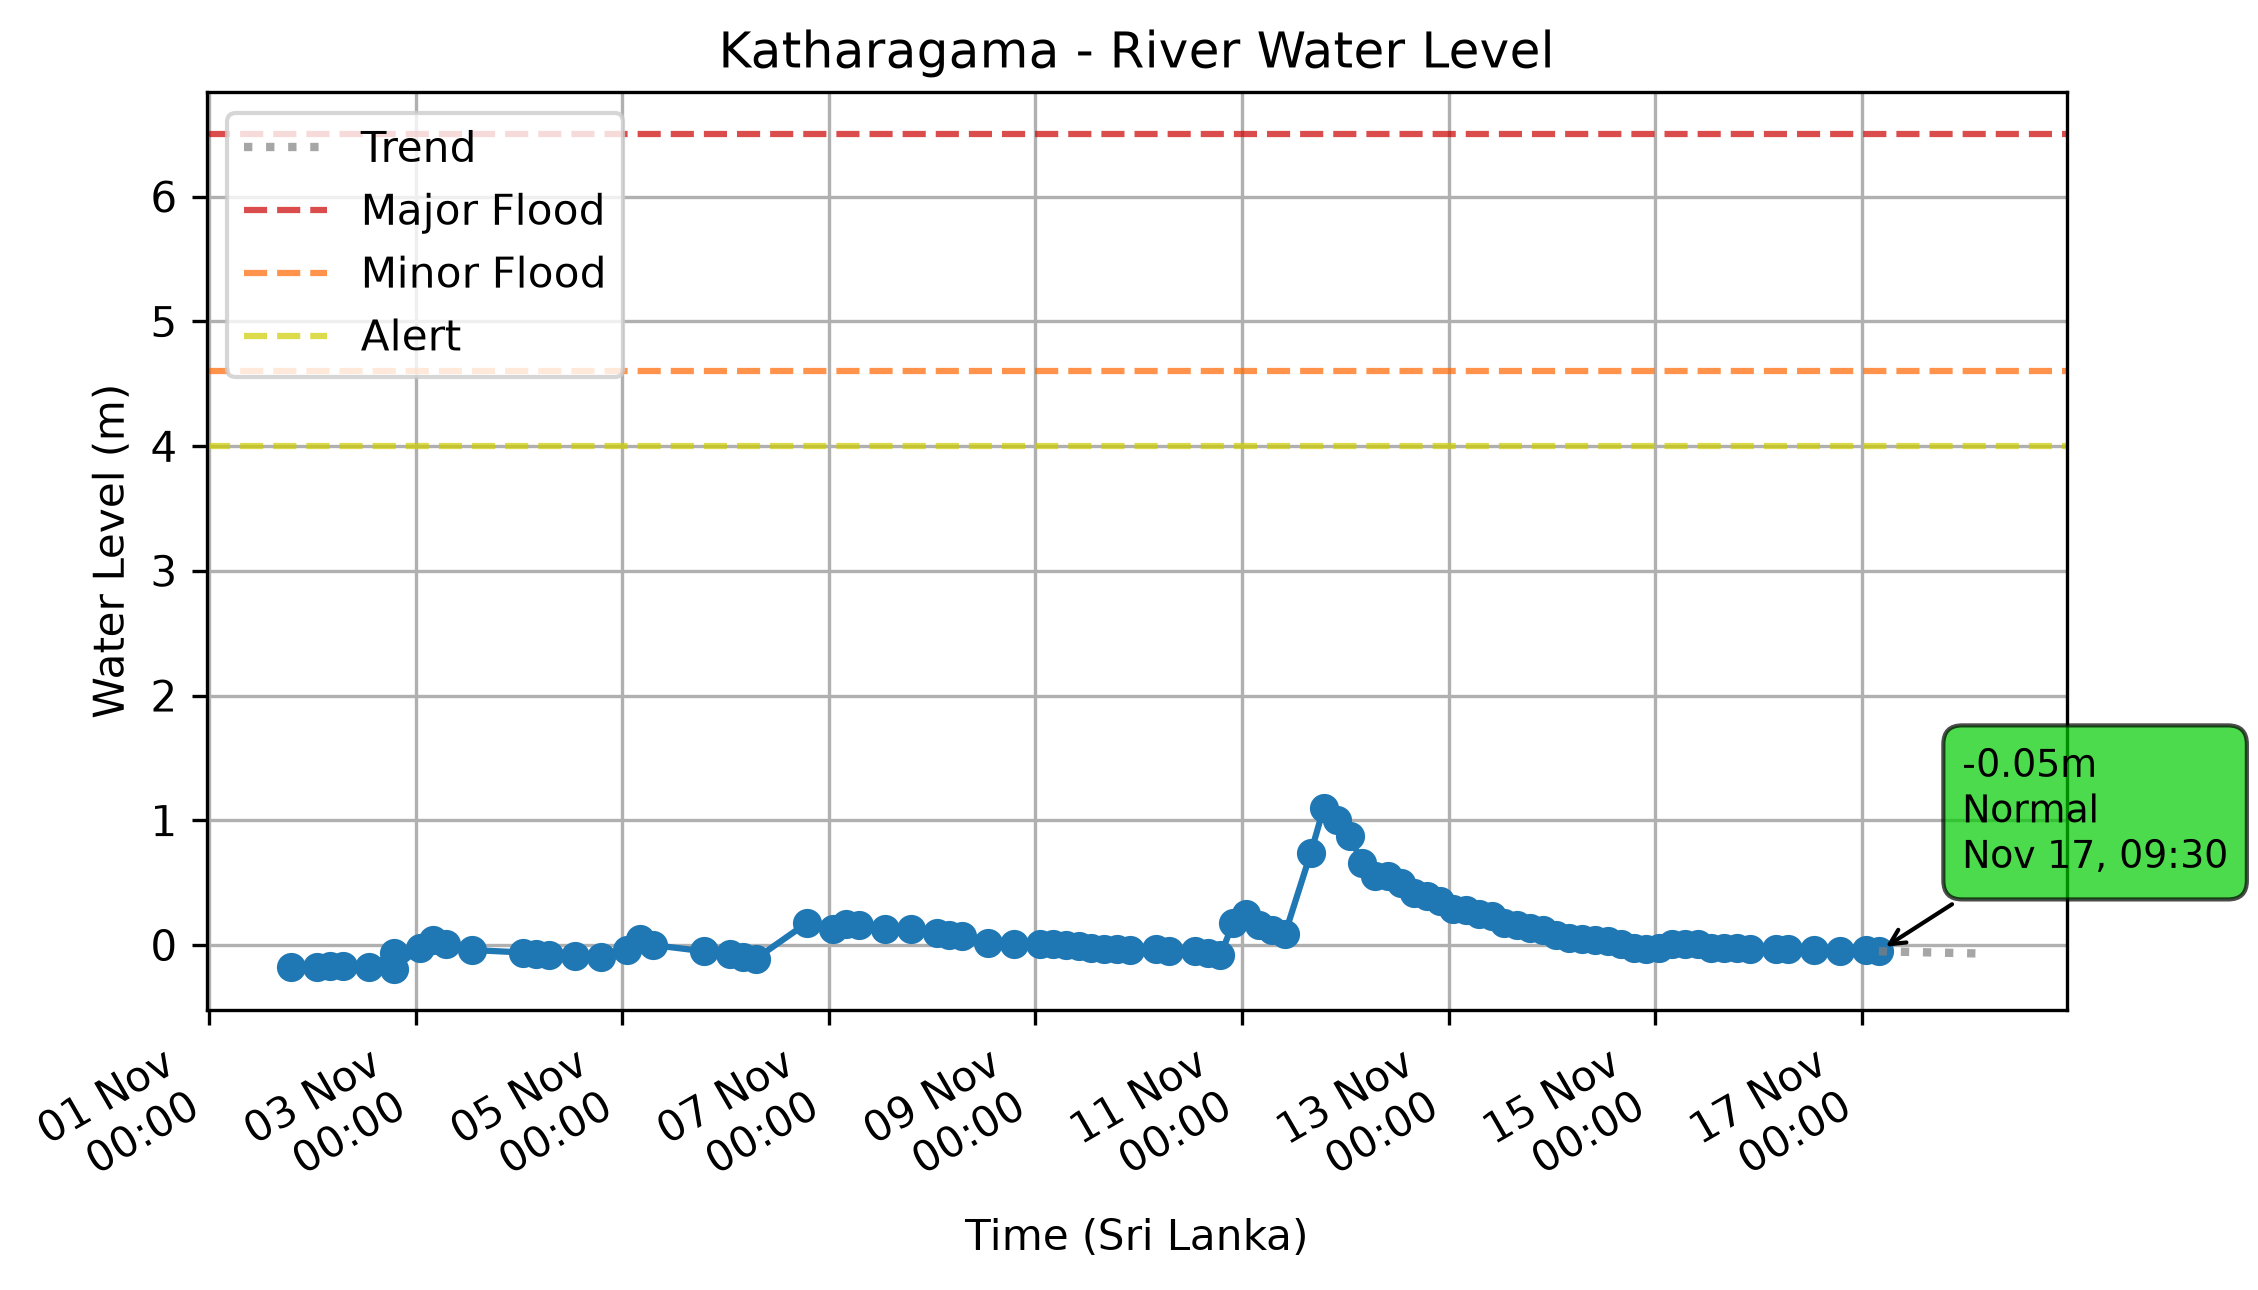 Katharagama - River Water Level
Trend
Major Flood
Minor Flood
Alert
Water Level (m)
6
5
4
3
2
1
0
-0.05m
Normal
Nov 17, 09:30
01 Nov
00:00
03 Nov
00:00
05 Nov
00:00
07 Nov
00:00
09 Nov
00:00
11 Nov
00:00
13 Nov
00:00
15 Nov
00:00
17 Nov
00:00
Time (Sri Lanka)